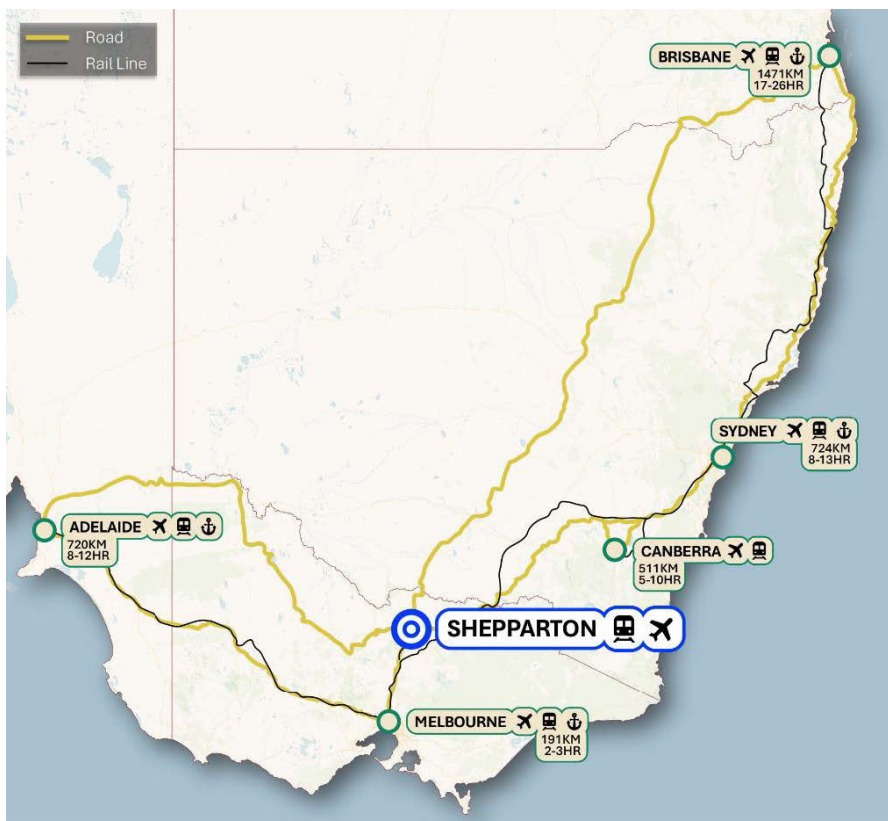 Road
Rail Line
BRISBANE
1471KM
17-26HR
SYDNEY
724KM
8-13HR
ADELAIDE
720KM
8-12HR
CANBERRA
511KM
5-10HR
SHEPPARTON
MELBOURNE
191KM
2-3HR